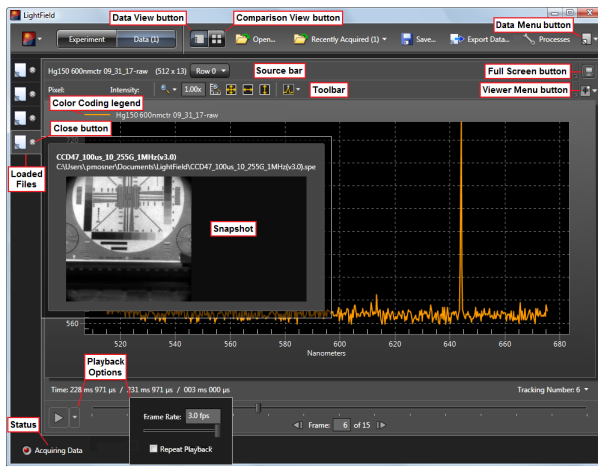 LightField
Data View button
Comparison View button
Data Menu button
Experiment
Data (1)
Open...
Recently Acquired (1)
Save...
Export Data...
Processes
Hg150 600nmctr 09_31_17-raw (512 x 13) Row 0
Source bar
Full Screen button
Pixel:
Intensity:
1.00x
Toolbar
Viewer Menu button
Color Coding legend
Hg150 600nmctr 09_31_17-raw
Close button
Loaded
Files
CCD47_100us_10_255G_1MHz(v3.0)
C:\Users\pmosner\Documents\LightField\CCD47_100us_10_255G_1MHz(v3.0).spe
Snapshot
560
520
540
560
580
600
620
640
660
680
Nanometers
Playback
Options
Time: 228 ms 971 µs / 231 ms 971 µs / 003 ms 000 µs
Tracking Number: 6
Frame Rate: 3.0 fps
Frame: 6 of 15
Repeat Playback
Status
Acquiring Data